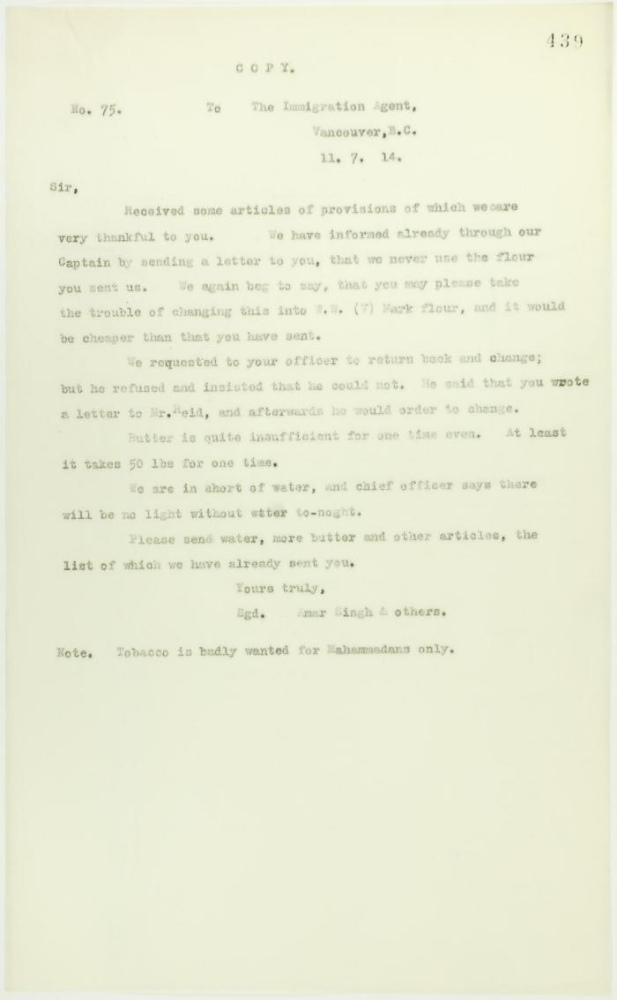 439
C O P Y.
No. 75. To The Immigration Agent,
Vancouver,B.C.
11. 7. 14.
Sir,
Received some articles of provisions of which wecare
very thankful to you. We have informed already through our
Captain by sending a letter to you, that we never use the flour
you sent us. We again beg to say, that you may please take
the trouble of changing this into W.W. (V) Mark flour, and it would
be cheaper than that you have sent.
We requested to your officer to return back and change;
but he refused and insisted that he could not. He said that you wrote
a letter to Mr.Reid, and afterwards he would order to change.
Butter is quite insufficient for one time even. At least
it takes 50 lbs for one time.
We are in short of water, and chief officer says there
will be no light without wtter to-noght.
Please send water, more butter and other articles, the
list of which we have already sent you.
Yours truly,
Sgd. Amar Singh & others.
Note. Tobacco is badly wanted for Mahammadans only.